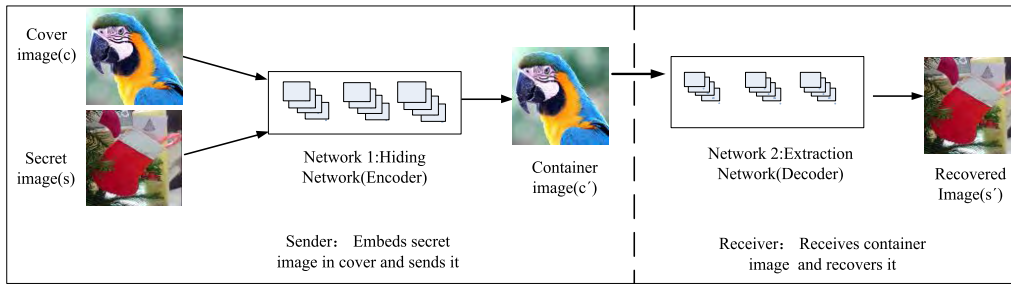 Cover
image(c)
Secret
image(s)
Network 1:Hiding
Network(Encoder)
Container
image(c´)
Network 2:Extraction
Network(Decoder)
Recovered
Image(s´)
Sender： Embeds secret
image in cover and sends it
Receiver： Receives container
image and recovers it